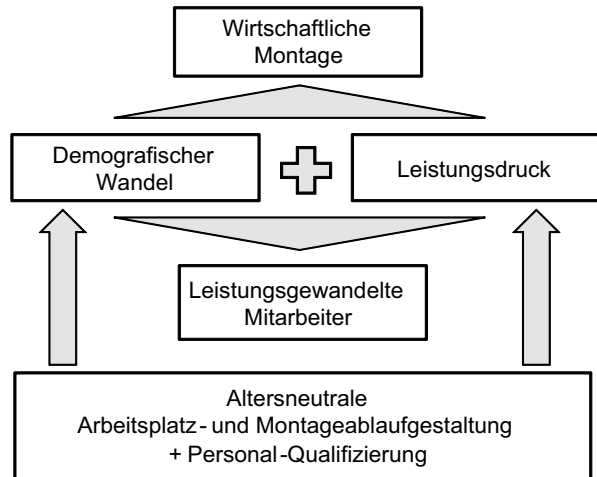 Wirtschaftliche
Montage
Demografischer
Wandel
Leistungsdruck
Leistungsgewandelte
Mitarbeiter
Altersneutrale
Arbeitsplatz- und Montageablaufgestaltung
+ Personal-Qualifizierung